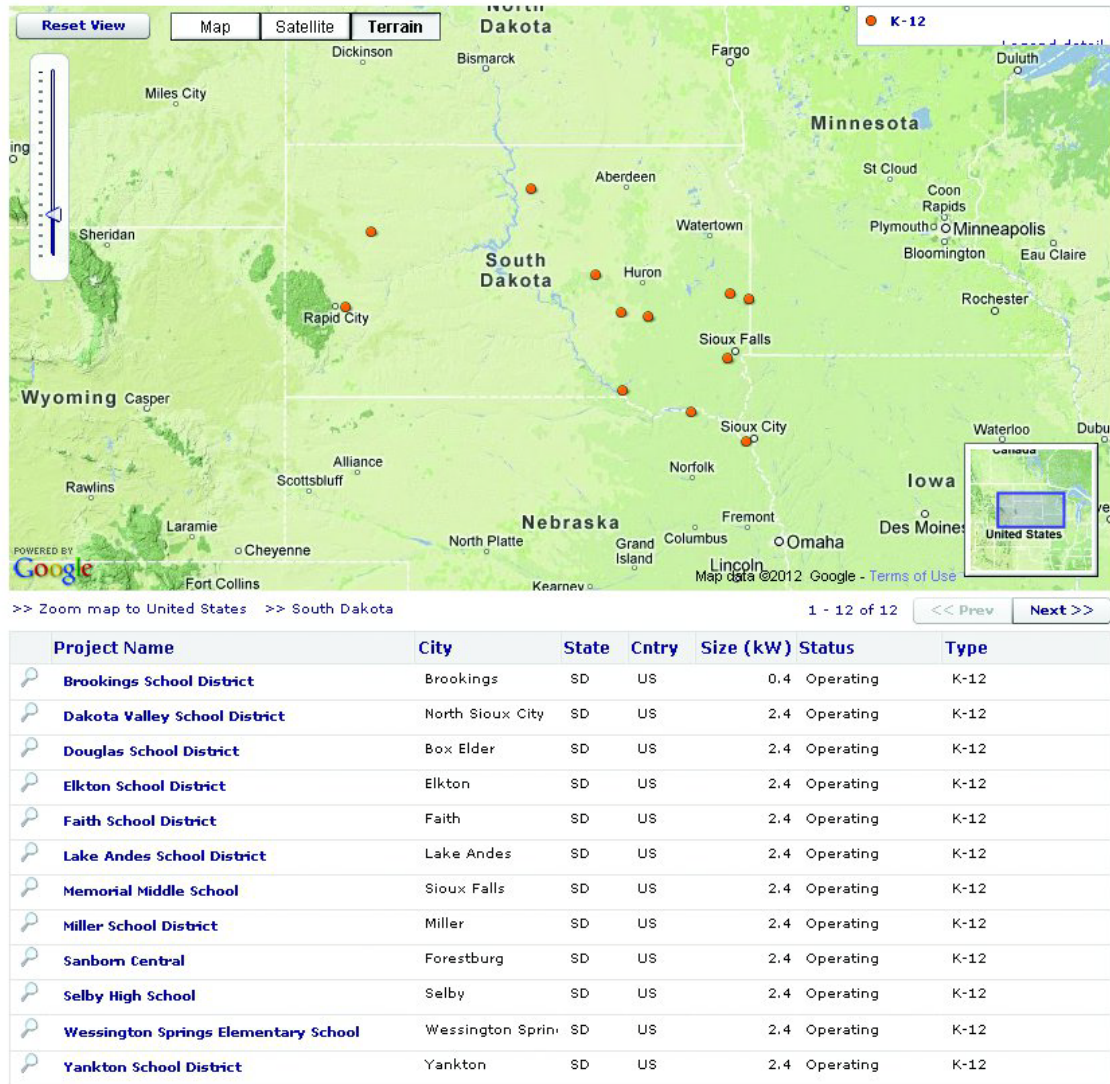 Reset View Map Satellite Terrain
North
Dakota
K-12
Dickinson
Bismarck
Fargo
Duluth
Miles City
Minnesota
ing
Aberdeen
St Cloud
Coon
Rapids
Sheridan
Watertown
Plymouth
Minneapolis
Bloomington
Eau Claire
South
Dakota
Huron
Rochester
Rapid City
Sioux Falls
Wyoming Casper
Sioux City
Waterloo
Dubu
Canada
Alliance
Norfolk
Iowa
Rawlins
Scottsbluff
Laramie
Nebraska
Fremont
Des Moines
United States
Cheyenne
North Platte
Grand
Island
Columbus
Omaha
Lincoln
POWERED BY
Google
Fort Collins
Kearney
Map data ©2012 Google - Terms of Use
>> Zoom map to United States >> South Dakota 1 - 12 of 12 << Prev Next >>
Project Name City State Cntry Size (kW) Status Type
Brookings School District Brookings SD US 0.4 Operating K-12
Dakota Valley School District North Sioux City SD US 2.4 Operating K-12
Douglas School District Box Elder SD US 2.4 Operating K-12
Elkton School District Elkton SD US 2.4 Operating K-12
Faith School District Faith SD US 2.4 Operating K-12
Lake Andes School District Lake Andes SD US 2.4 Operating K-12
Memorial Middle School Sioux Falls SD US 2.4 Operating K-12
Miller School District Miller SD US 2.4 Operating K-12
Sanborn Central Forestburg SD US 2.4 Operating K-12
Selby High School Selby SD US 2.4 Operating K-12
Wessington Springs Elementary School Wessington Sprin SD US 2.4 Operating K-12
Yankton School District Yankton SD US 2.4 Operating K-12